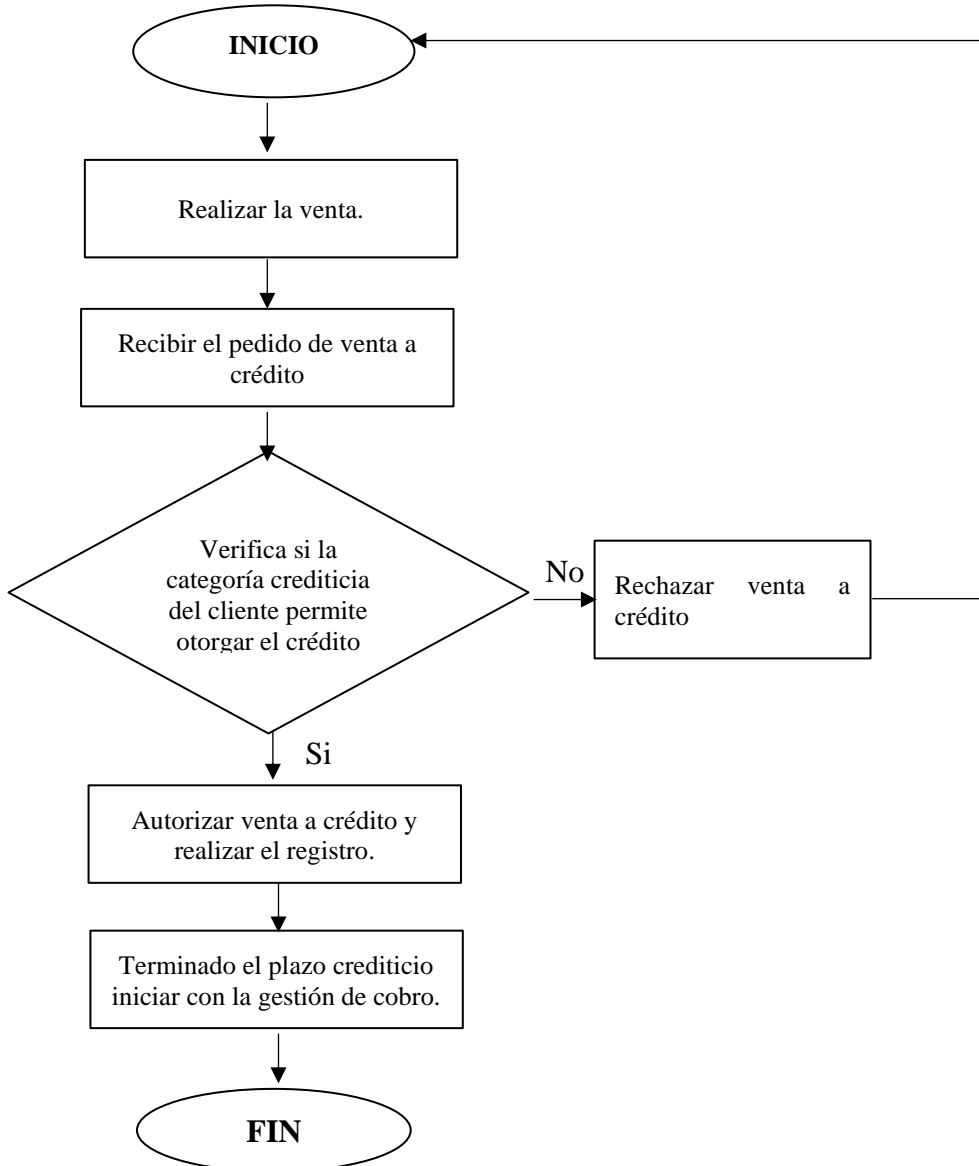 INICIO
Realizar la venta.
Recibir el pedido de venta a
crédito
Verifica si la
categoría crediticia
del cliente permite
otorgar el crédito
No
Rechazar venta a
crédito
Si
Autorizar venta a crédito y
realizar el registro.
Terminado el plazo crediticio
iniciar con la gestión de cobro.
FIN